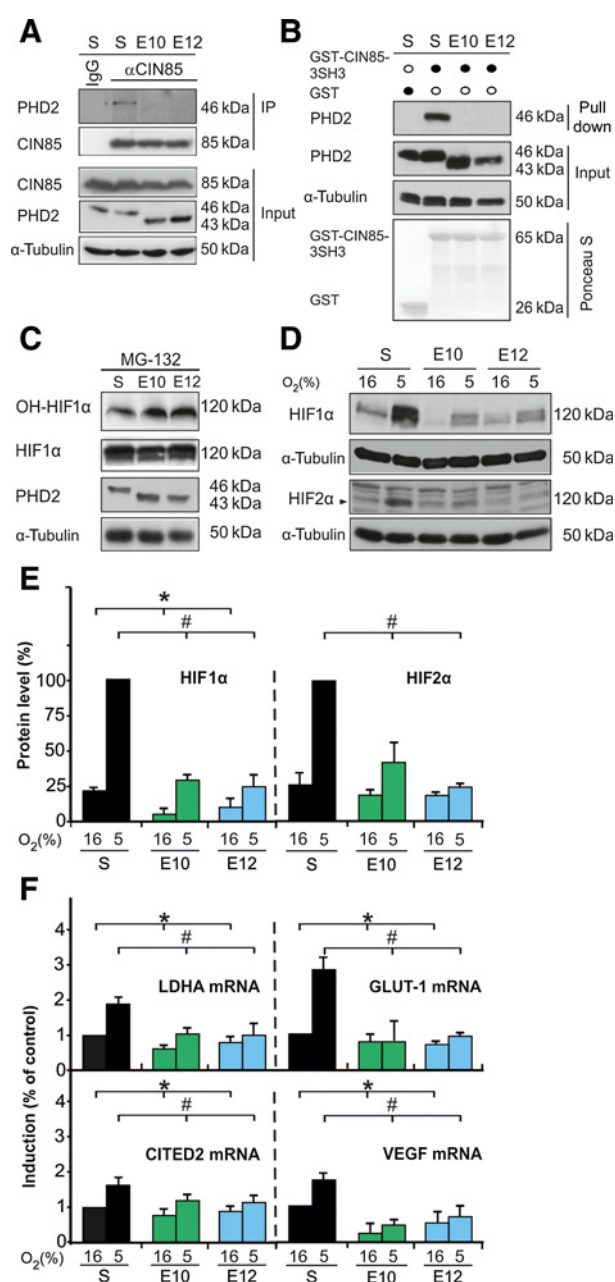 A
S S E10 E12
IgG αCIN85
PHD2 46 kDa
CIN85 85 kDa
IP
CIN85 85 kDa
PHD2 46 kDa
43 kDa
α-Tubulin 50 kDa
Input
B
S S E10 E12
GST-CIN85-
3SH3
GST
PHD2 46 kDa
Pull
down
PHD2 46 kDa
43 kDa
α-Tubulin 50 kDa
Input
GST-CIN85-
3SH3
65 kDa
GST 26 kDa
Ponceau S
C
MG-132
S E10 E12
OH-HIF1α 120 kDa
HIF1α 120 kDa
PHD2 46 kDa
43 kDa
α-Tubulin 50 kDa
D
S E10 E12
O2(%) 16 5 16 5 16 5
HIF1α 120 kDa
α-Tubulin 50 kDa
HIF2α 120 kDa
α-Tubulin 50 kDa
E
* 
# #
HIF1α HIF2α
Protein level (%)
100
75
50
25
0
O2(%) 16 5 16 5 16 5 16 5 16 5 16 5
S E10 E12 S E10 E12
F
Induction (% of control)
4
3
2
1
0
* *
# #
LDHA mRNA GLUT-1 mRNA
4
3
2
1
0
* *
# #
CITED2 mRNA VEGF mRNA
O2(%) 16 5 16 5 16 5 16 5 16 5 16 5
S E10 E12 S E10 E12